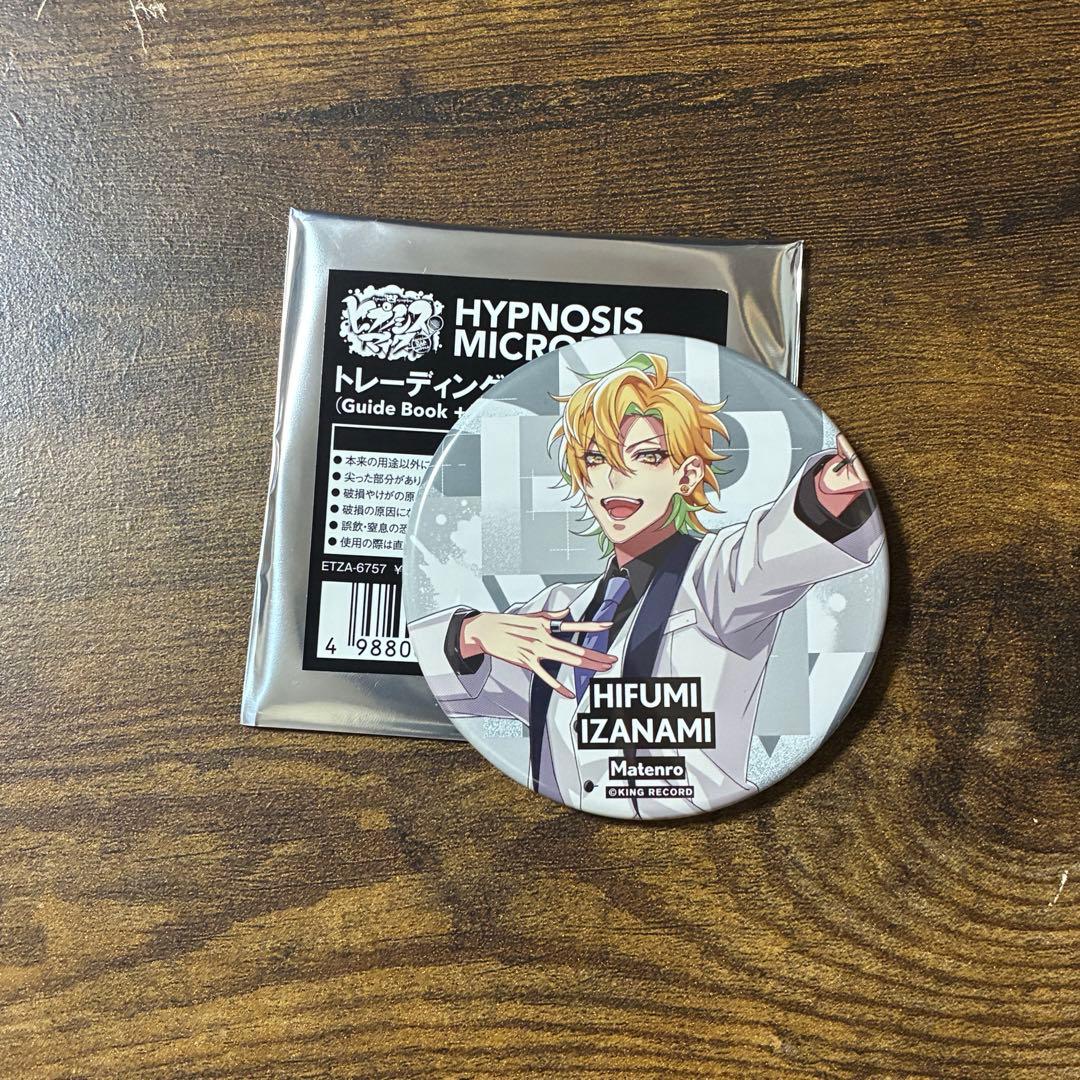 ヒプノシスマイク
HYPNOSIS
MICROP
トレーディング
(Guide Book +
● 本来の用途以外に
● 尖った部分があり
● 破損やけがの原
● 破損の原因にな
● 誤飲・窒息の恐
● 使用の際は直
ETZA-6757 ¥
4 9880
HIFUMI
IZANAMI
Matenro
©KING RECORD